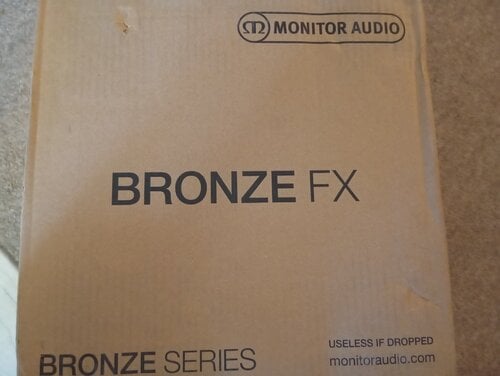 MONITOR AUDIO
BRONZE FX
USELESS IF DROPPED
BRONZE SERIES
monitoraudio.com